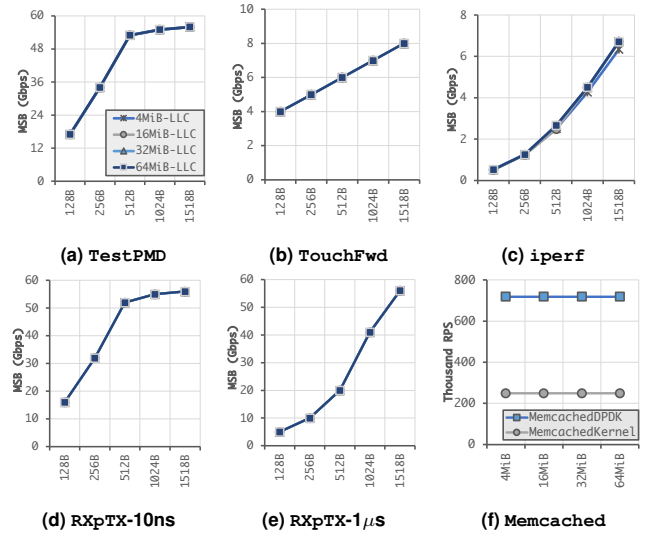 60
48
36
24
12
0
MSB (Gbps)
4MiB-LLC
16MiB-LLC
32MiB-LLC
64MiB-LLC
128B
256B
512B
1024B
1518B
(a) TestPMD
10
8
6
4
2
0
MSB (Gbps)
128B
256B
512B
1024B
1518B
(b) TouchFwd
8
6
4
2
0
MSB (Gbps)
128B
256B
512B
1024B
1518B
(c) iperf
60
50
40
30
20
10
0
MSB (Gbps)
128B
256B
512B
1024B
1518B
(d) RXpTX-10ns
60
50
40
30
20
10
0
MSB (Gbps)
128B
256B
512B
1024B
1518B
(e) RXpTX-1μs
800
600
400
200
0
Thousand RPS
MemcachedDPDK
MemcachedKernel
4MiB
16MiB
32MiB
64MiB
(f) Memcached